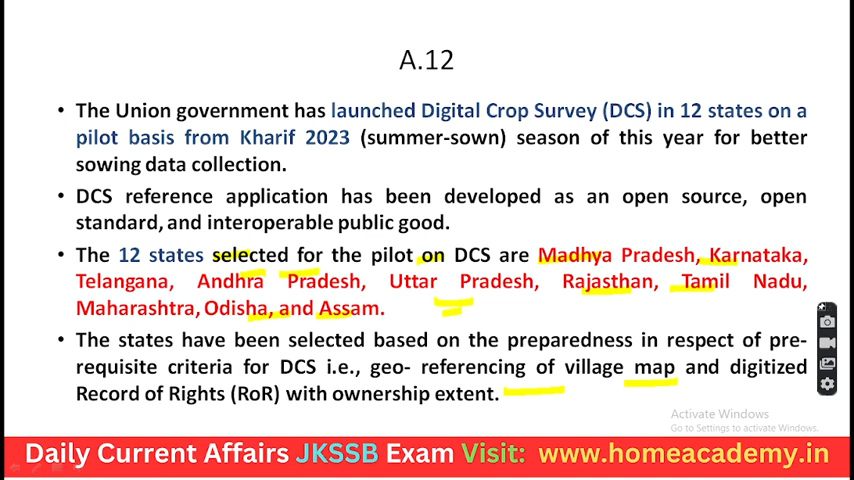 A.12
• The Union government has launched Digital Crop Survey (DCS) in 12 states on a
pilot basis from Kharif 2023 (summer-sown) season of this year for better
sowing data collection.
• DCS reference application has been developed as an open source, open
standard, and interoperable public good.
• The 12 states selected for the pilot on DCS are Madhya Pradesh, Karnataka,
Telangana, Andhra Pradesh, Uttar Pradesh, Rajasthan, Tamil Nadu,
Maharashtra, Odisha, and Assam.
• The states have been selected based on the preparedness in respect of pre-
requisite criteria for DCS i.e., geo- referencing of village map and digitized
Record of Rights (RoR) with ownership extent.
Activate Windows
Go to Settings to activate Windows.
Daily Current Affairs JKSSB Exam Visit: www.homeacademy.in